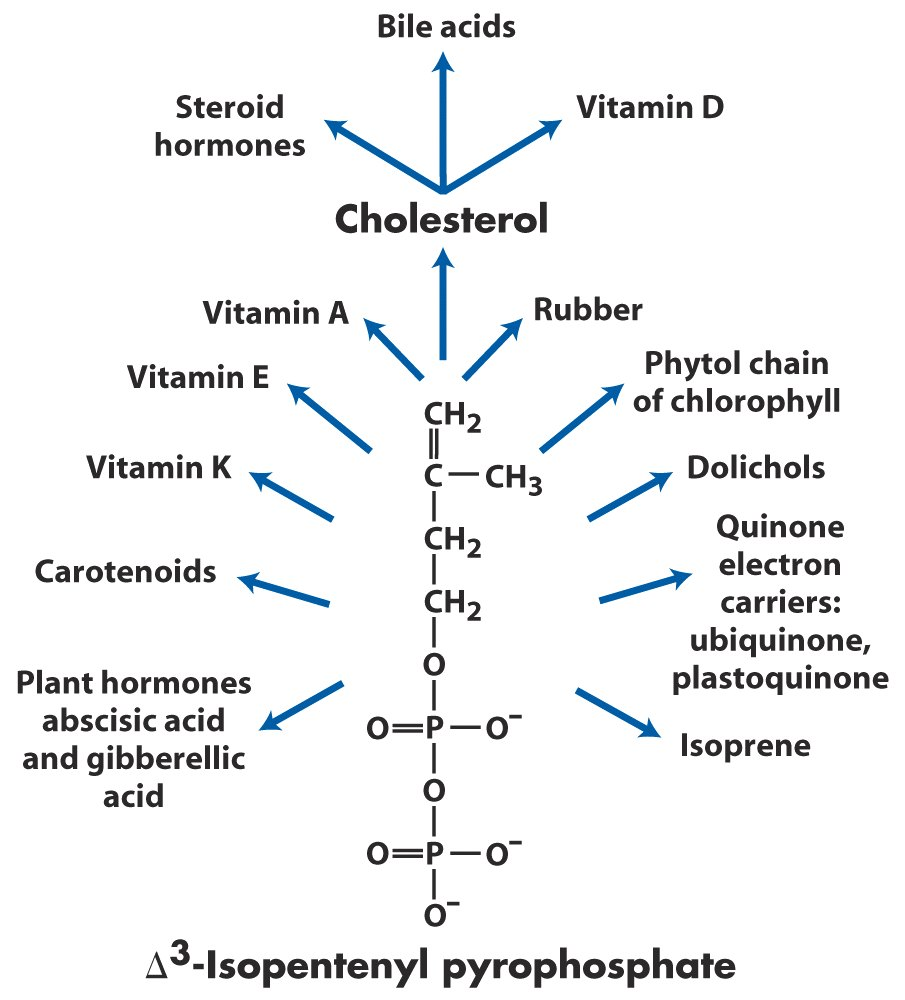 Bile acids
Steroid
hormones
Vitamin D
Cholesterol
Vitamin A
Rubber
Vitamin E
Phytol chain
of chlorophyll
Vitamin K
Dolichols
Carotenoids
Quinone
electron
carriers:
ubiquinone,
plastoquinone
Plant hormones
abscisic acid
and gibberellic
acid
Isoprene
CH₂
C—CH₃
CH₂
CH₂
O
O=P—O⁻
O
O=P—O⁻
O⁻
Δ³-Isopentenyl pyrophosphate